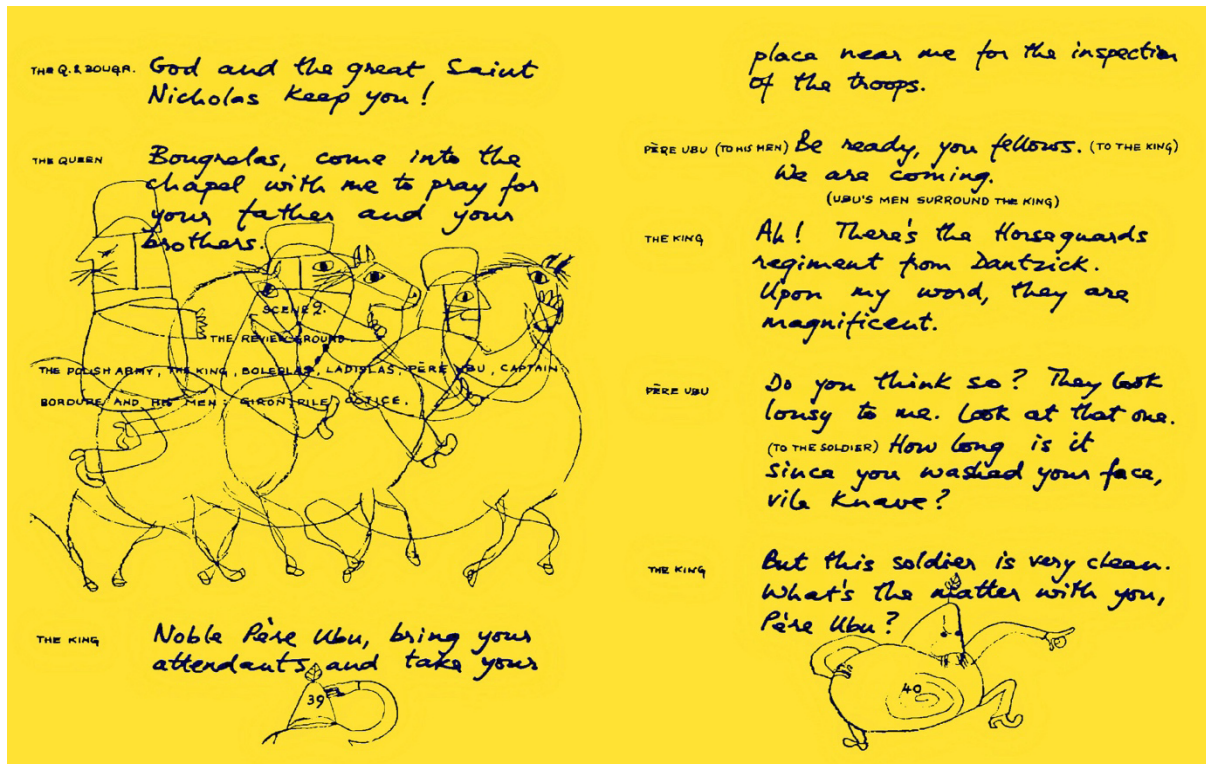 THE Q. & BOUGR. God and the great Saint
Nicholas keep you!
THE QUEEN Bougrelas, come into the
chapel with me to pray for
your father and your
brothers.
SCENE 2.
THE REVIEW GROUND.
THE POLISH ARMY, THE KING, BOLESLAS, LADISLAS, PÈRE UBU, CAPTAIN
BORDURE AND HIS MEN: GIRON, PILE, COTICE.
THE KING Noble Père Ubu, bring your
attendants and take your
39
place near me for the inspection
of the troops.
PÈRE UBU (TO HIS MEN) Be ready, you fellows. (TO THE KING)
We are coming.
(UBU'S MEN SURROUND THE KING)
THE KING Ah! There's the Horseguards
regiment from Dantzick.
Upon my word, they are
magnificent.
PÈRE UBU Do you think so? They look
lousy to me. Look at that one.
(TO THE SOLDIER) How long is it
since you washed your face,
vile knave?
THE KING But this soldier is very clean.
What's the matter with you,
Père Ubu?
40